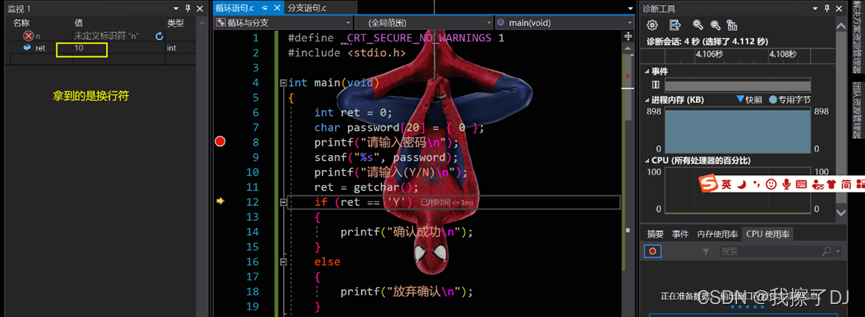 监视 1
名称 值 类型
n 未定义标识符 "n"
ret 10 int
拿到的是换行符
循环语句.c 分支语句.c
循环与分支 (全局范围) main(void)
1 #define _CRT_SECURE_NO_WARNINGS 1
2 #include <stdio.h>
3
4 int main(void)
5 {
6 int ret = 0;
7 char password[20] = { 0 };
8 printf("请输入密码\n");
9 scanf("%s", password);
10 printf("请输入(Y/N)\n");
11 ret = getchar();
12 if (ret == 'Y') 已用时间 <= 1ms
13 {
14 printf("确认成功\n");
15 }
16 else
17 {
18 printf("放弃确认\n");
19 }
诊断工具
诊断会话: 4 秒 (选择了 4.112 秒)
4.106秒 4.108秒
事件
进程内存 (KB) 快照 专用字节
898 898
0 0
CPU (所有处理器的百分比)
100 100
0 0
英 简
摘要 事件 内存使用率 CPU 使用率
搜索
CSDN @我擦了DJ